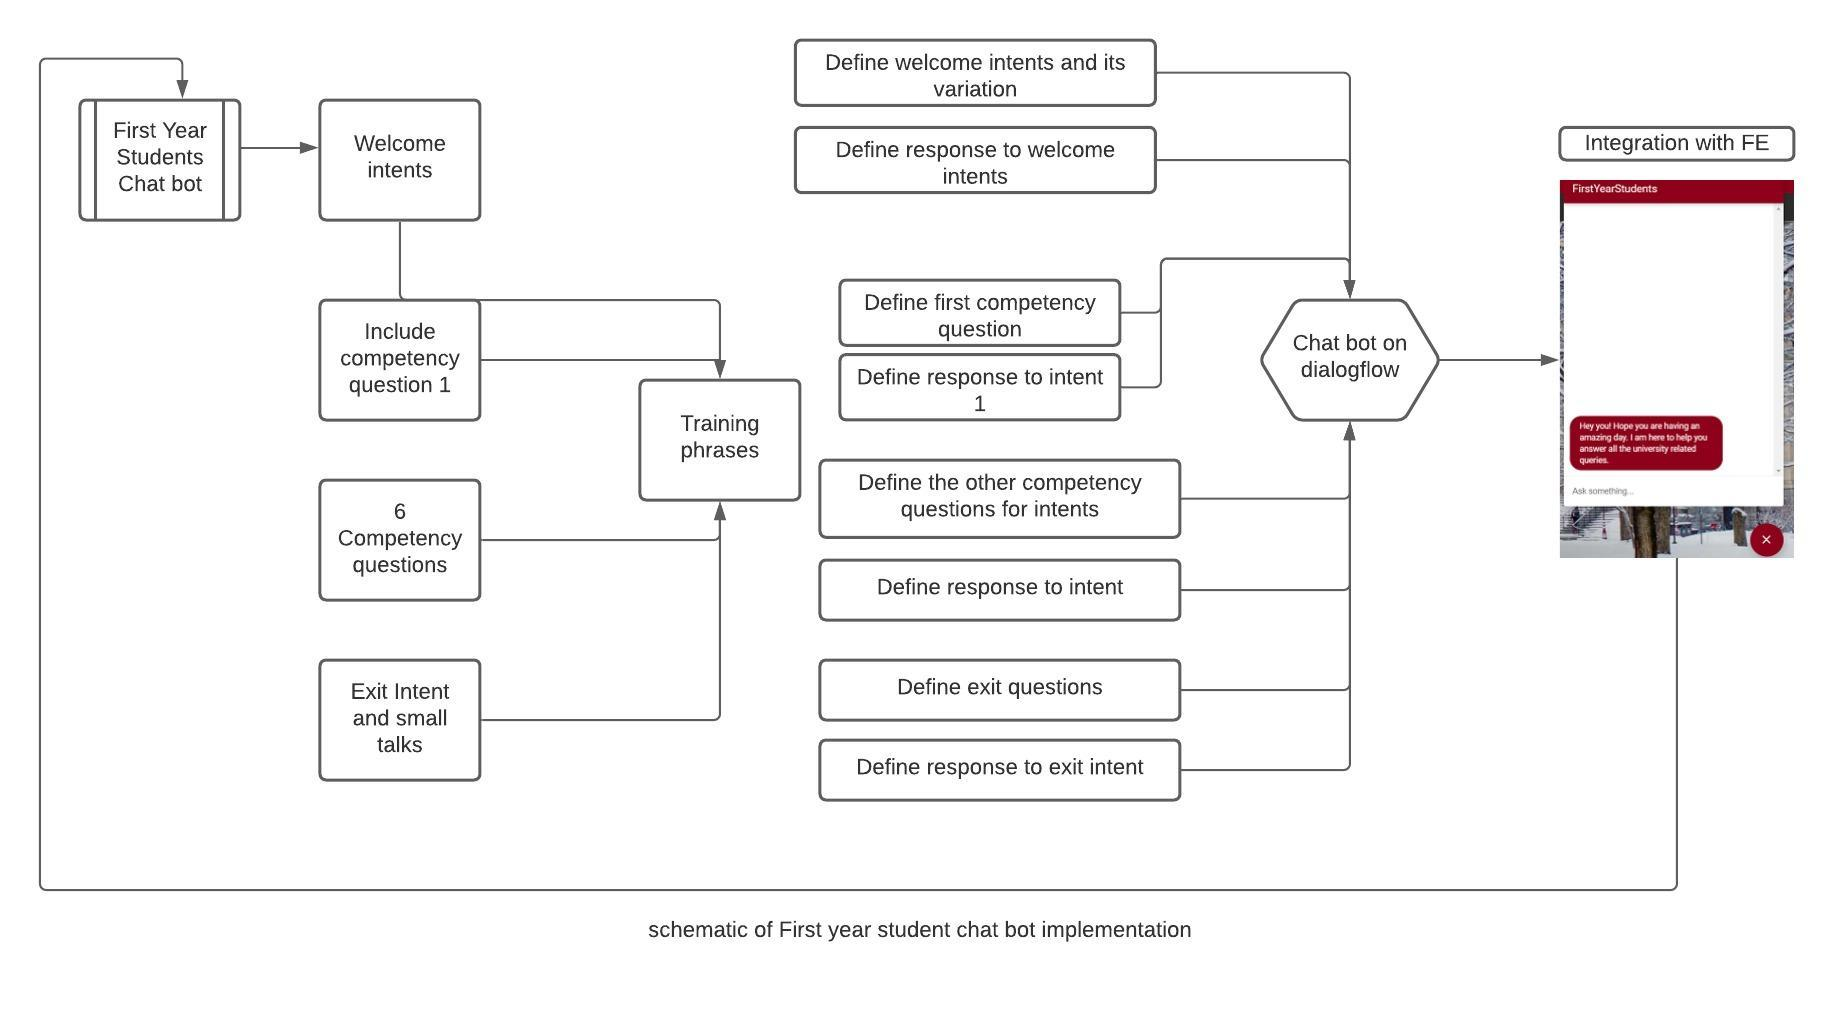 First Year
Students
Chat bot
Welcome
intents
Include
competency
question 1
6
Competency
questions
Exit Intent
and small
talks
Training
phrases
Define welcome intents and its
variation
Define response to welcome
intents
Define first competency
question
Define response to intent
1
Define the other competency
questions for intents
Define response to intent
Define exit questions
Define response to exit intent
Chat bot on
dialogflow
Integration with FE
FirstYearStudents
Hey you! Hope you are having an
amazing day. I am here to help you
answer all the university related
queries.
Ask something...
schematic of First year student chat bot implementation